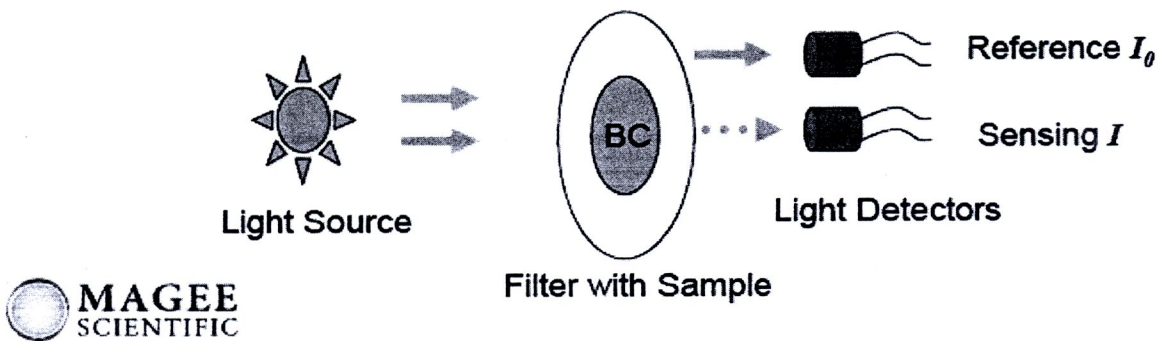 Reference I₀
BC
Sensing I
Light Source
Light Detectors
Filter with Sample
MAGEE
SCIENTIFIC